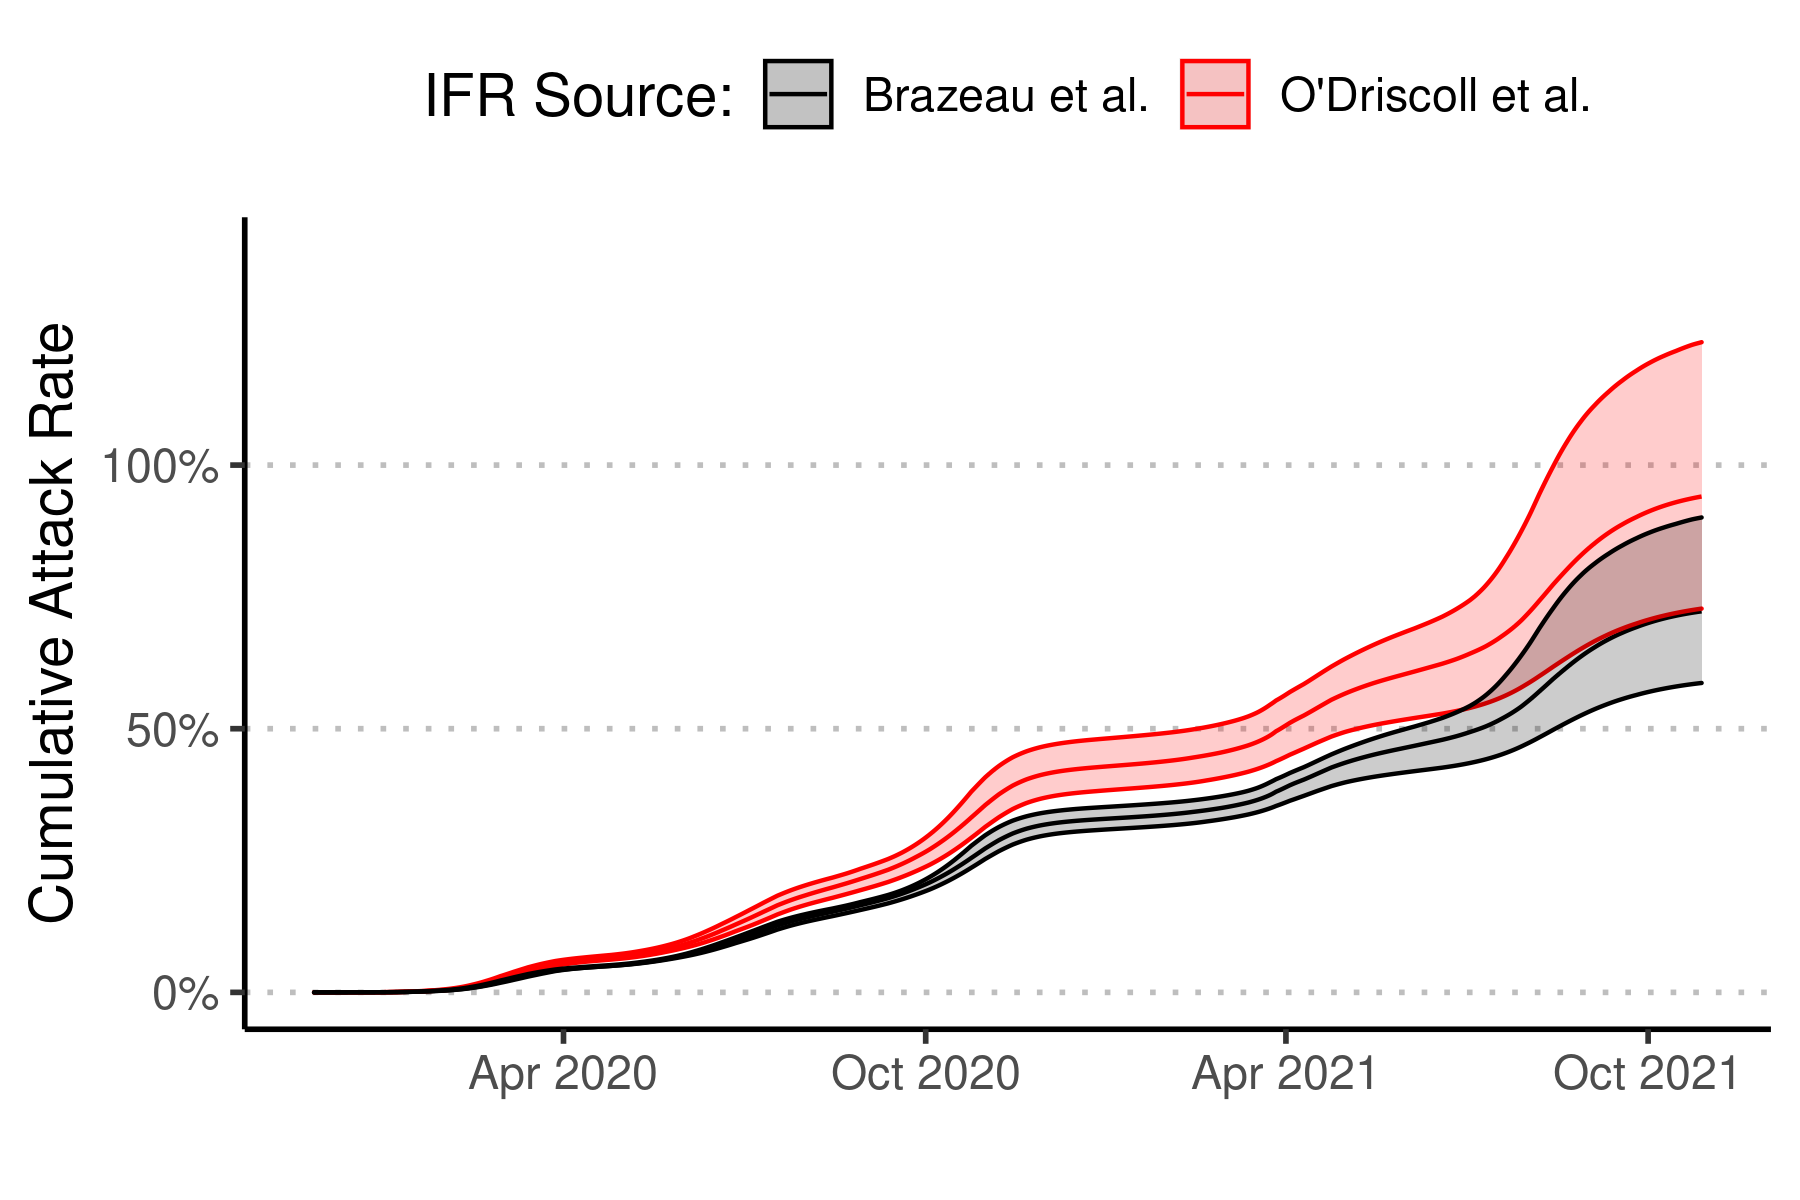 IFR Source: Brazeau et al. O'Driscoll et al.
Cumulative Attack Rate
100%
50%
0%
Apr 2020 Oct 2020 Apr 2021 Oct 2021